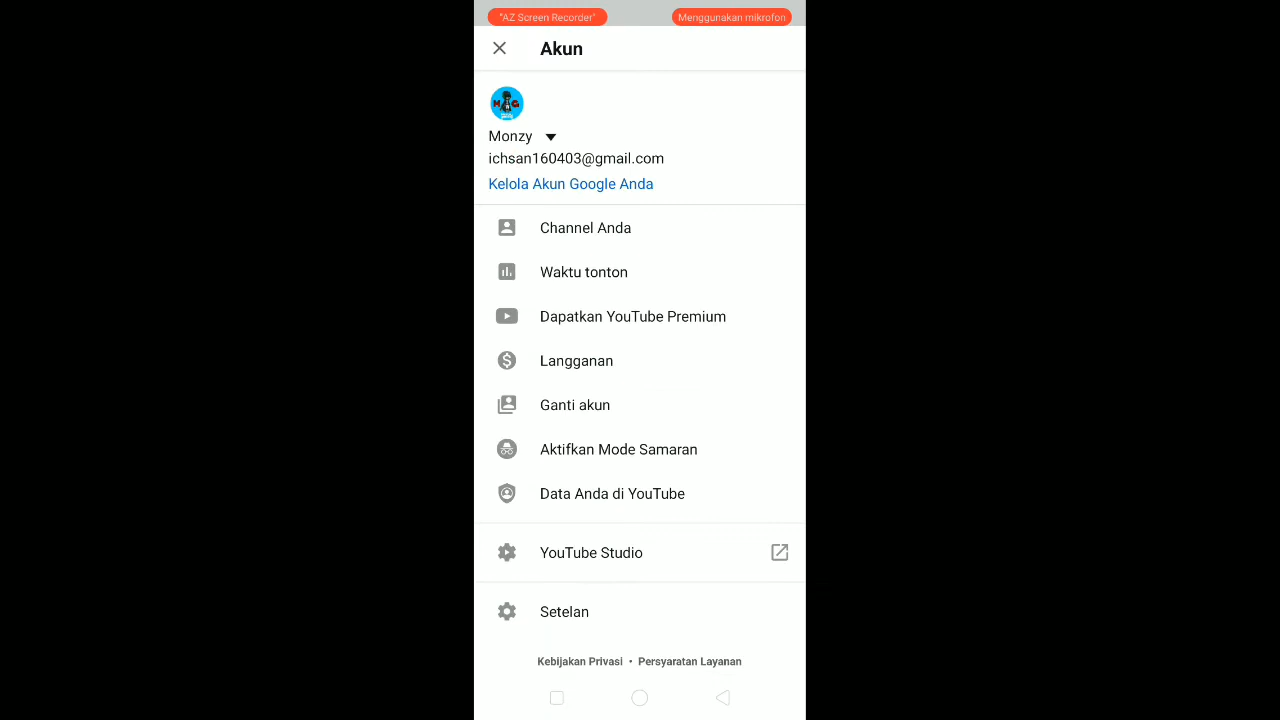 "AZ Screen Recorder"
Menggunakan mikrofon
Akun
Monzy
ichsan160403@gmail.com
Kelola Akun Google Anda
Channel Anda
Waktu tonton
Dapatkan YouTube Premium
Langganan
Ganti akun
Aktifkan Mode Samaran
Data Anda di YouTube
YouTube Studio
Setelan
Kebijakan Privasi • Persyaratan Layanan